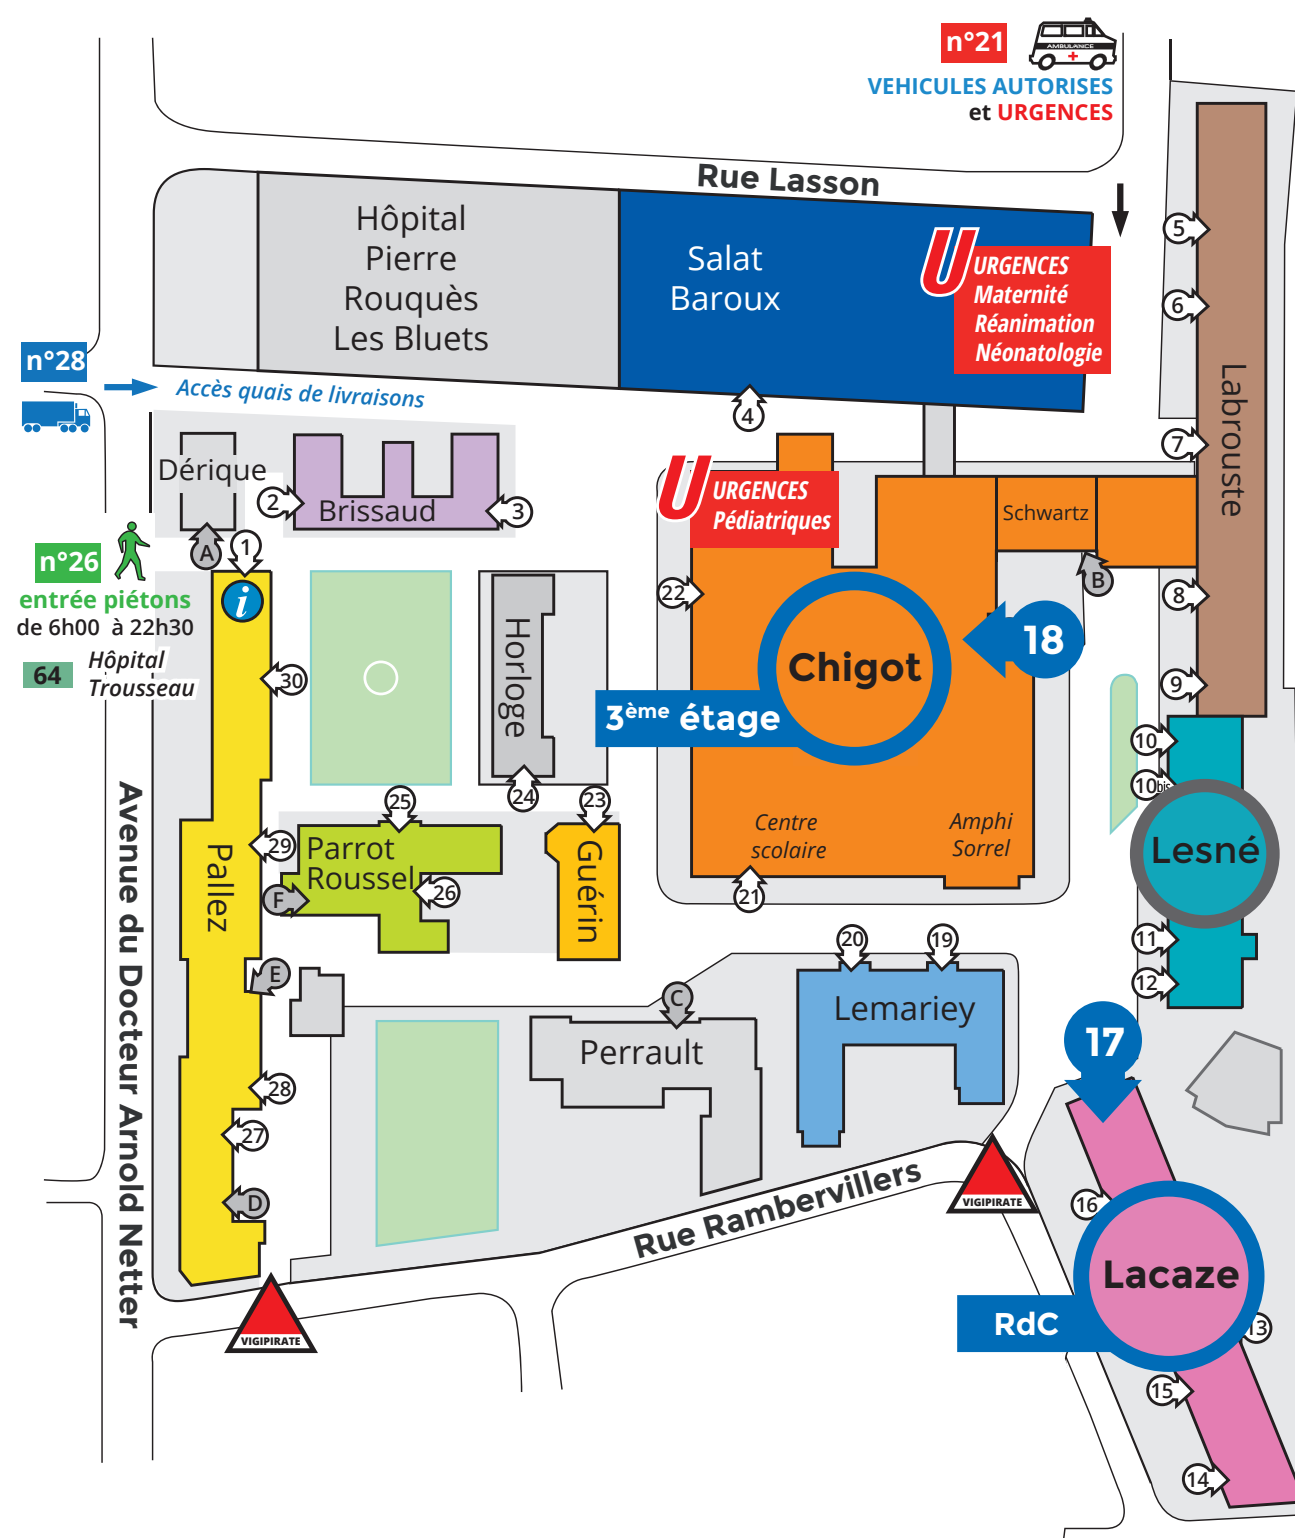 n°21
AMBULANCE
VEHICULES AUTORISES
et URGENCES
Rue Lasson
Hôpital
Pierre
Rouquès
Les Bluets
Salat
Baroux
U URGENCES
Maternité
Réanimation
Néonatologie
5
6
7
8
9
Labrouste
n°28
Accès quais de livraisons
4
Dérique
2
Brissaud
3
A
1
i
n°26
entrée piétons
de 6h00 à 22h30
64
Hôpital
Trousseau
U URGENCES
Pédiatriques
Schwartz
B
22
Chigot
18
3ème étage
Horloge
30
24
23
25
29
Pallez
Parrot
Roussel
F
26
Guérin
Centre
scolaire
Amphi
Sorrel
21
10
10bis
Lesné
11
12
E
20
19
C
Lemariey
Perrault
17
28
27
D
Avenue du Docteur Arnold Netter
Rue Rambervillers
VIGIPIRATE
VIGIPIRATE
16
Lacaze
RdC
13
15
14